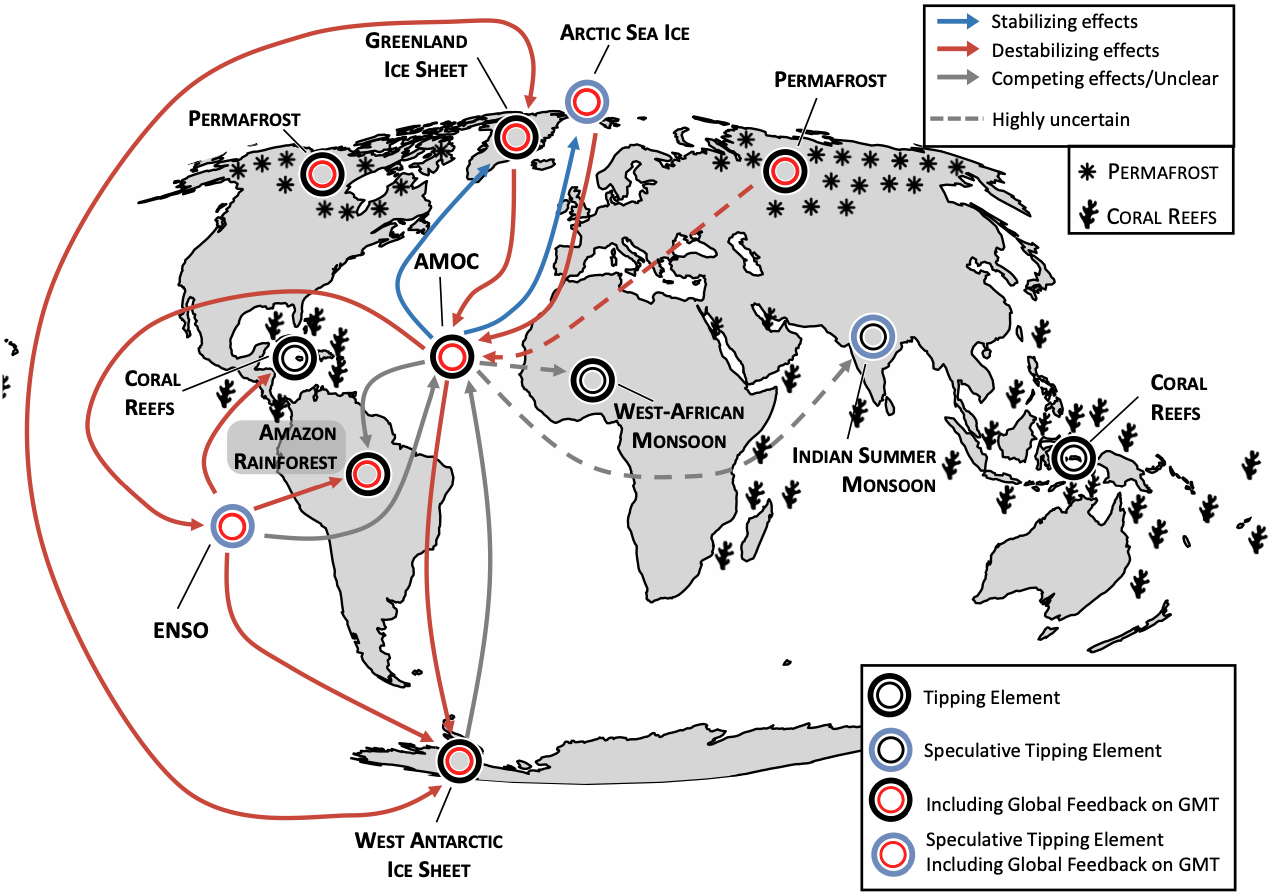 GREENLAND
ICE SHEET
ARCTIC SEA ICE
PERMAFROST
PERMAFROST
Stabilizing effects
Destabilizing effects
Competing effects/Unclear
Highly uncertain
PERMAFROST
CORAL REEFS
AMOC
CORAL
REEFS
AMAZON
RAINFOREST
WEST-AFRICAN
MONSOON
INDIAN SUMMER
MONSOON
CORAL
REEFS
ENSO
WEST ANTARCTIC
ICE SHEET
Tipping Element
Speculative Tipping Element
Including Global Feedback on GMT
Speculative Tipping Element
Including Global Feedback on GMT